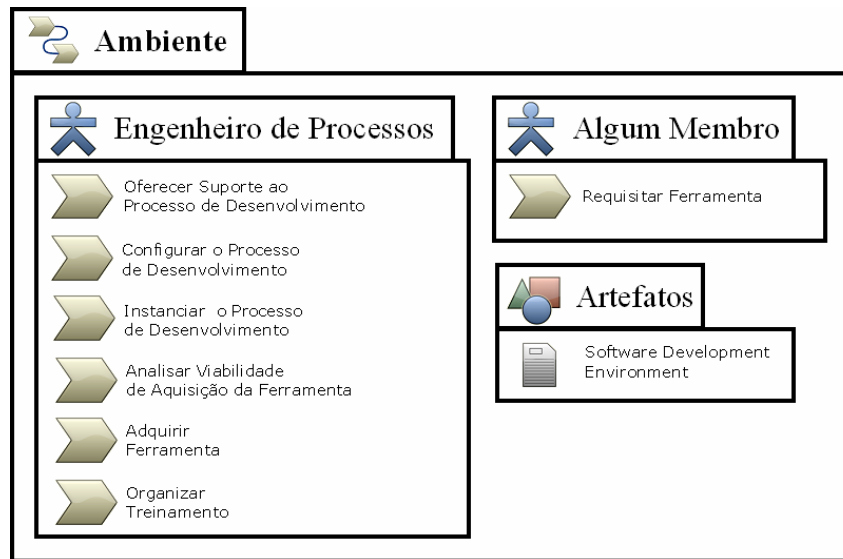 Ambiente
Engenheiro de Processos
Oferecer Suporte ao
Processo de Desenvolvimento
Configurar o Processo
de Desenvolvimento
Instanciar o Processo
de Desenvolvimento
Analisar Viabilidade
de Aquisição da Ferramenta
Adquirir
Ferramenta
Organizar
Treinamento
Algum Membro
Requisitar Ferramenta
Artefatos
Software Development
Environment